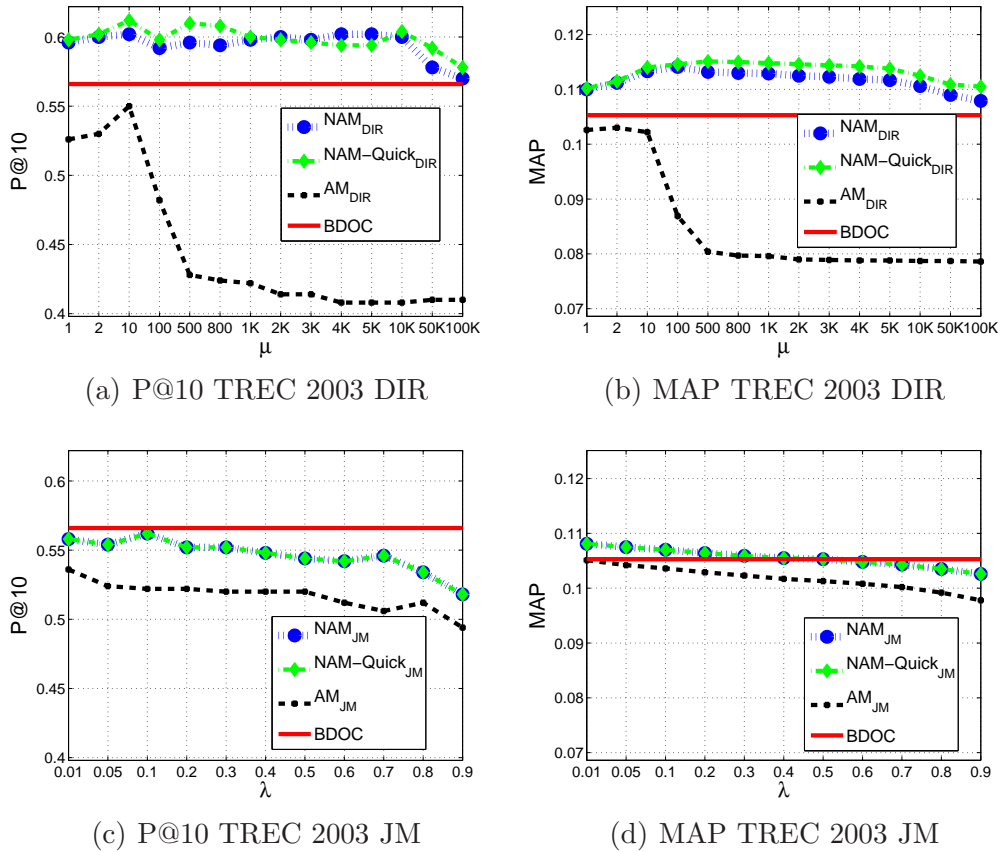 0.6
0.55
0.5
0.45
0.4
P@10
1 2 10 100 500 800 1K 2K 3K 4K 5K 10K 50K 100K
μ
NAM_DIR
NAM−Quick_DIR
AM_DIR
BDOC
(a) P@10 TREC 2003 DIR
0.12
0.11
0.1
0.09
0.08
0.07
MAP
1 2 10 100 500 800 1K 2K 3K 4K 5K 10K 50K 100K
μ
NAM_DIR
NAM−Quick_DIR
AM_DIR
BDOC
(b) MAP TREC 2003 DIR
0.6
0.55
0.5
0.45
0.4
P@10
0.01 0.05 0.1 0.2 0.3 0.4 0.5 0.6 0.7 0.8 0.9
λ
NAM_JM
NAM−Quick_JM
AM_JM
BDOC
(c) P@10 TREC 2003 JM
0.12
0.11
0.1
0.09
0.08
0.07
MAP
0.01 0.05 0.1 0.2 0.3 0.4 0.5 0.6 0.7 0.8 0.9
λ
NAM_JM
NAM−Quick_JM
AM_JM
BDOC
(d) MAP TREC 2003 JM